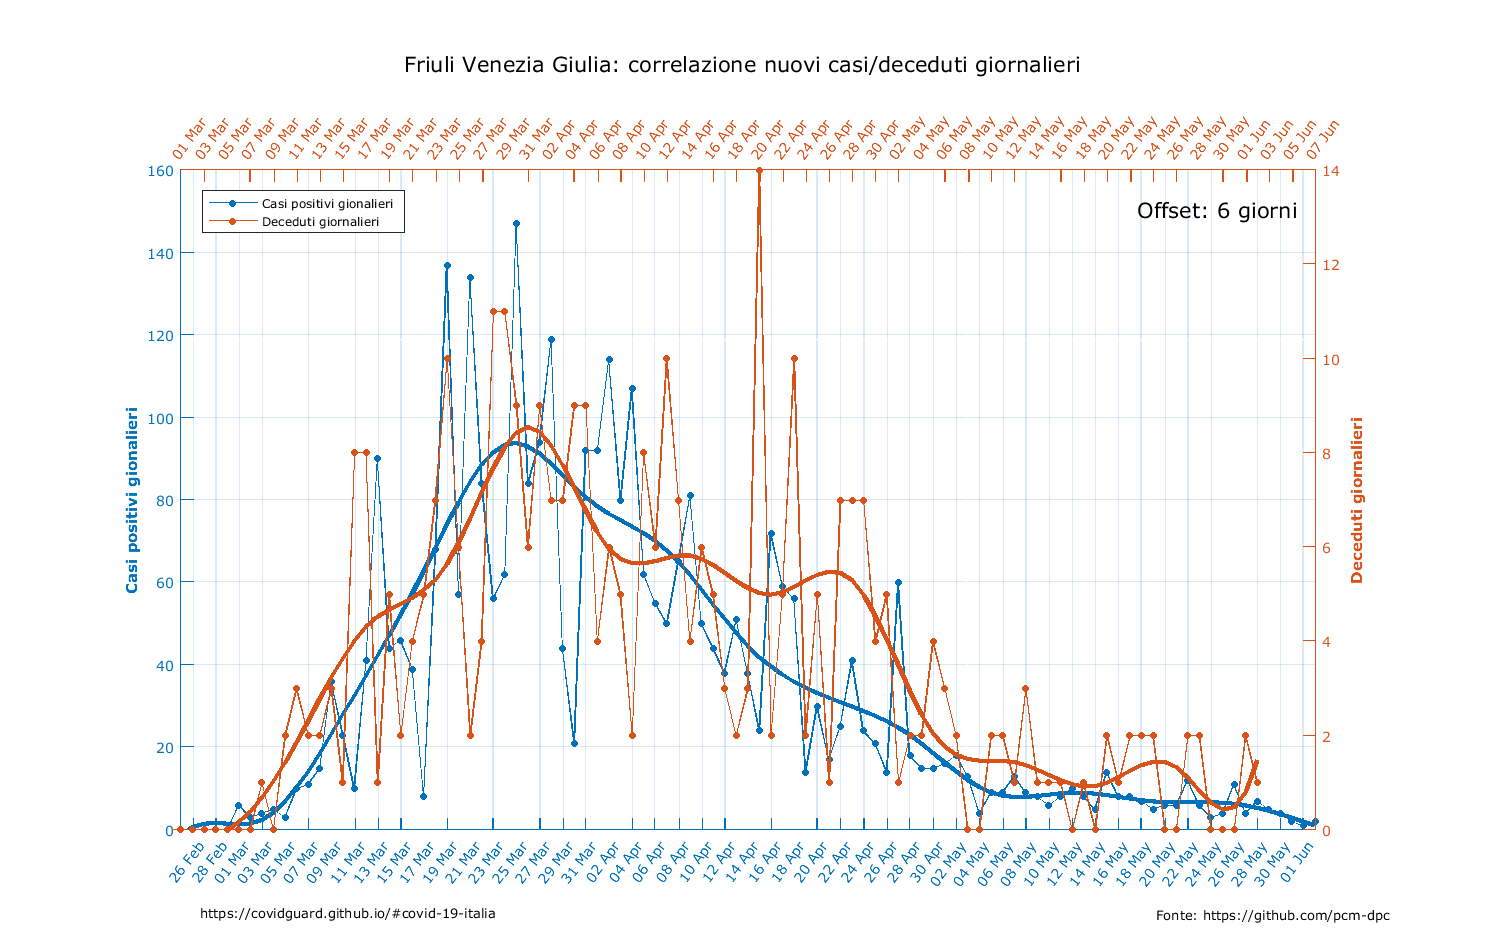 Friuli Venezia Giulia: correlazione nuovi casi/deceduti giornalieri
01 Mar 03 Mar 05 Mar 07 Mar 09 Mar 11 Mar 13 Mar 15 Mar 17 Mar 19 Mar 21 Mar 23 Mar 25 Mar 27 Mar 29 Mar 31 Mar 02 Apr 04 Apr 06 Apr 08 Apr 10 Apr 12 Apr 14 Apr 16 Apr 18 Apr 20 Apr 22 Apr 24 Apr 26 Apr 28 Apr 30 Apr 02 May 04 May 06 May 08 May 10 May 12 May 14 May 16 May 18 May 20 May 22 May 24 May 26 May 28 May 30 May 01 Jun 03 Jun 05 Jun 07 Jun
160
140
120
100
80
60
40
20
0
Casi positivi gionalieri
Casi positivi gionalieri
Deceduti giornalieri
Offset: 6 giorni
14
12
10
8
6
4
2
0
Deceduti giornalieri
26 Feb 28 Feb 01 Mar 03 Mar 05 Mar 07 Mar 09 Mar 11 Mar 13 Mar 15 Mar 17 Mar 19 Mar 21 Mar 23 Mar 25 Mar 27 Mar 29 Mar 31 Mar 02 Apr 04 Apr 06 Apr 08 Apr 10 Apr 12 Apr 14 Apr 16 Apr 18 Apr 20 Apr 22 Apr 24 Apr 26 Apr 28 Apr 30 Apr 02 May 04 May 06 May 08 May 10 May 12 May 14 May 16 May 18 May 20 May 22 May 24 May 26 May 28 May 30 May 01 Jun
https://covidguard.github.io/#covid-19-italia
Fonte: https://github.com/pcm-dpc